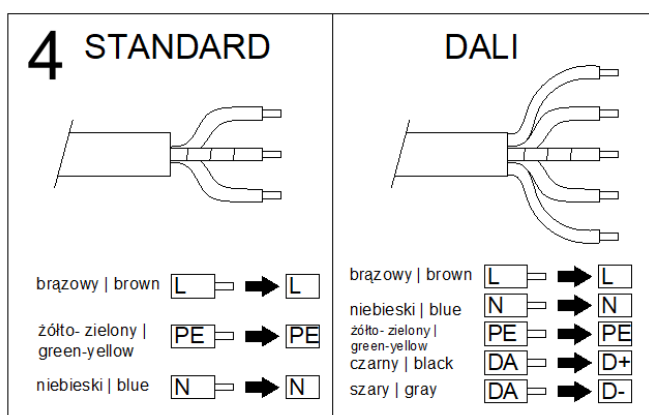 4 STANDARD
brązowy | brown L L
żółto- zielony |
green-yellow PE PE
niebieski | blue N N
DALI
brązowy | brown L L
niebieski | blue N N
żółto- zielony |
green-yellow PE PE
czarny | black DA D+
szary | gray DA D-